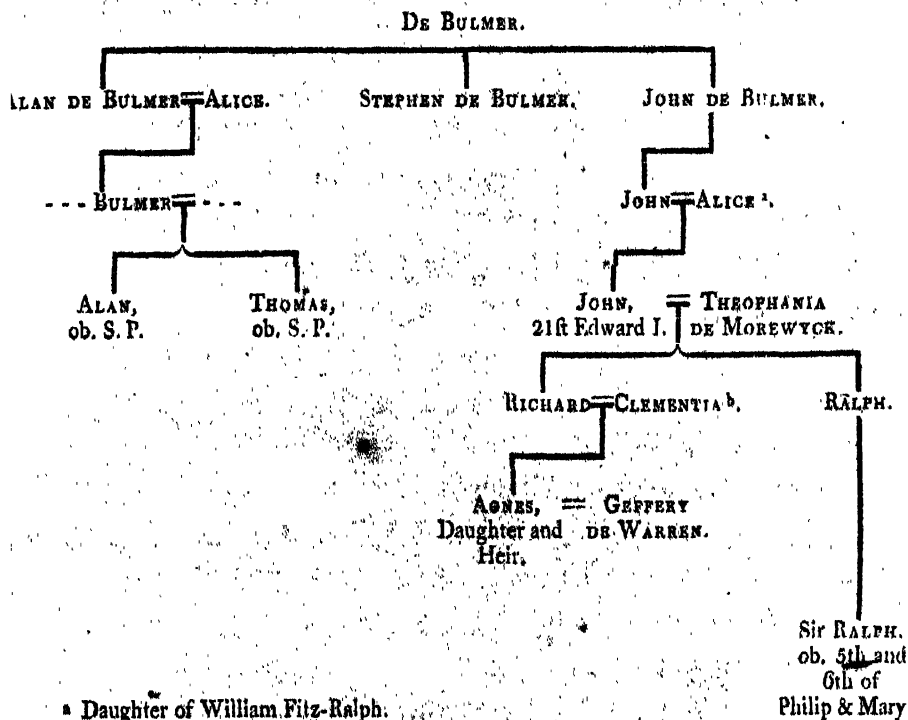 DE BULMER.
ALAN DE BULMER = ALICE. STEPHEN DE BULMER. JOHN DE BULMER.
- - - BULMER = - - - JOHN = ALICE ª.
ALAN, THOMAS, JOHN, = THEOPHANIA
ob. S. P. ob. S. P. 21ſt Edward I. DE MOREWYCK.
RICHARD = CLEMENTIA ᵇ. RALPH.
AGNES, = GEFFERY
Daughter and DE WARREN.
Heir.
Sir RALPH.
ob. 5th and
6th of
ª Daughter of William Fitz-Ralph. Philip & Mary